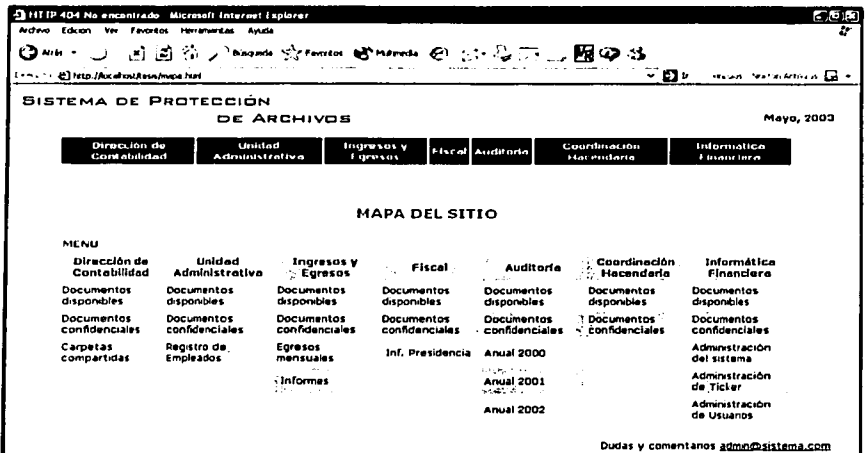 HTTP 404 No encontrado - Microsoft Internet Explorer
Archivo Edicion Ver Favoritos Herramientas Ayuda
Atrás Búsqueda Favoritos Multimedia
http://localhost/tesis/mapa.html
SISTEMA DE PROTECCIÓN
DE ARCHIVOS
Mayo, 2003
Dirección de Contabilidad Unidad Administrativa Ingresos y Egresos Fiscal Auditoría Coordinación Hacendaria Informática Financiera
MAPA DEL SITIO
MENU
Dirección de Contabilidad Unidad Administrativa Ingresos y Egresos Fiscal Auditoría Coordinación Hacendaria Informática Financiera
Documentos disponibles Documentos disponibles Documentos disponibles Documentos disponibles Documentos disponibles Documentos disponibles Documentos disponibles
Documentos confidenciales Documentos confidenciales Documentos confidenciales Documentos confidenciales Documentos confidenciales Documentos confidenciales Documentos confidenciales
Carpetas compartidas Registro de Empleados Egresos mensuales Inf. Presidencia Anual 2000 Administración del sistema
Informes Anual 2001 Administración de Ticker
Anual 2002 Administración de Usuarios
Dudas y comentarios admin@sistema.com